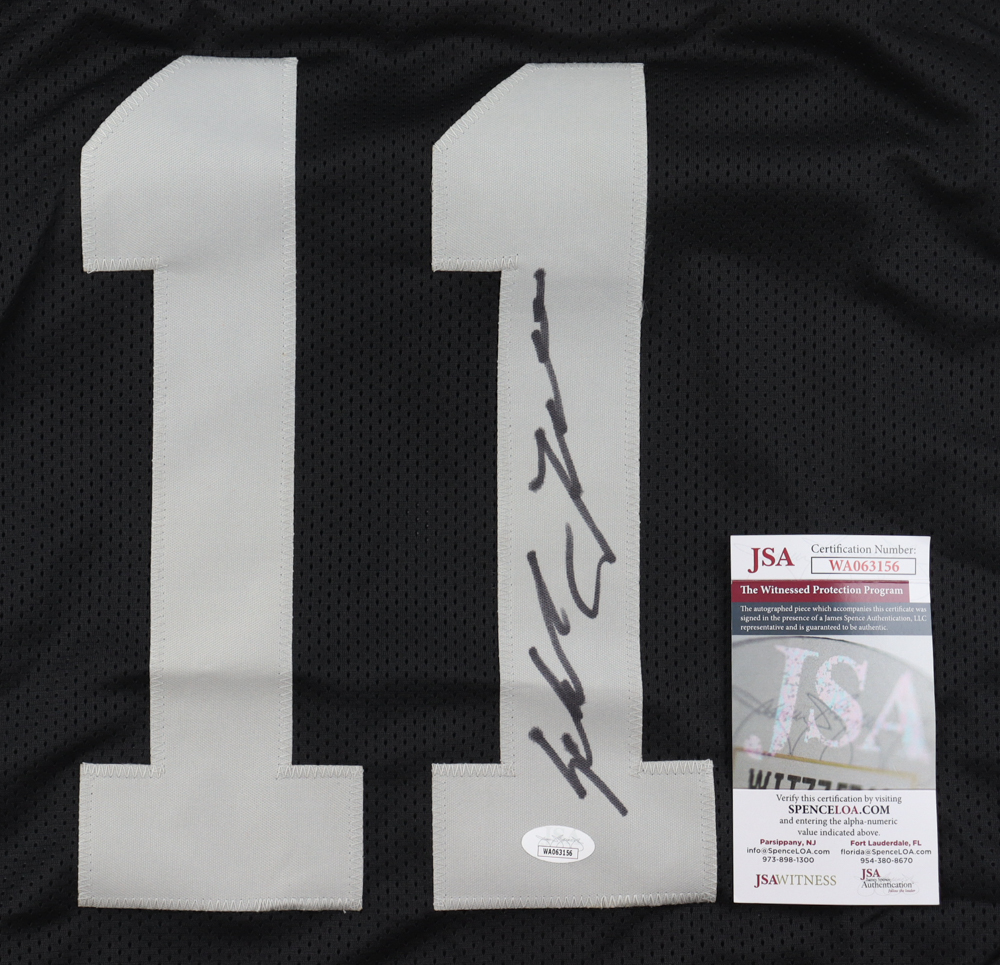 11
JSA
Certification Number:
WA063156
The Witnessed Protection Program
The autographed piece which accompanies this certificate was
signed in the presence of a James Spence Authentication, LLC
representative and is guaranteed to be authentic.
JSA
Verify this certification by visiting
SPENCELOA.COM
and entering the alpha-numeric
value indicated above.
Parsippany, NJ
info@SpenceLOA.com
973-898-1300
Fort Lauderdale, FL
florida@SpenceLOA.com
954-380-8670
JSAWITNESS
JSA
Authentication
WA063156